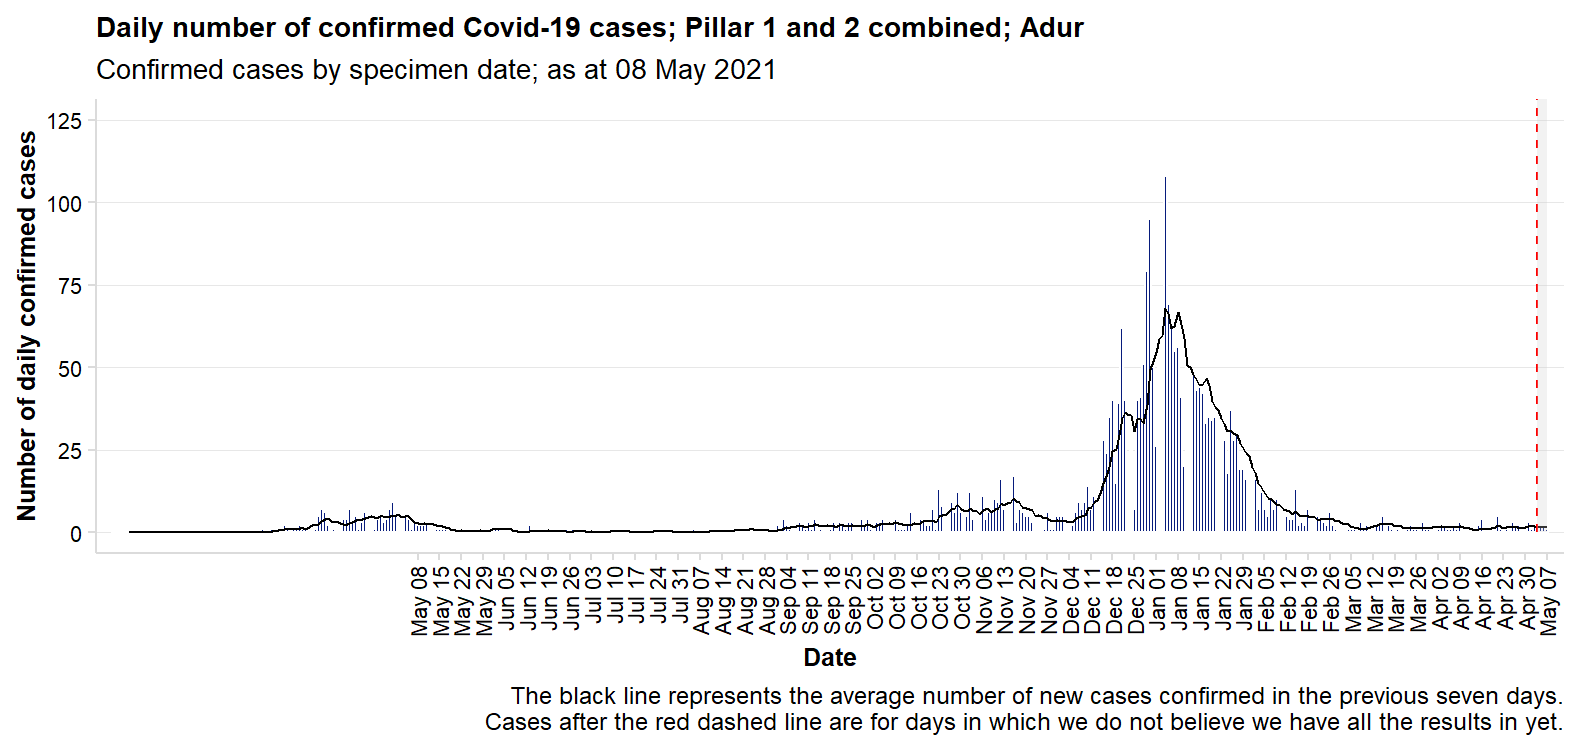 Daily number of confirmed Covid-19 cases; Pillar 1 and 2 combined; Adur
Confirmed cases by specimen date; as at 08 May 2021
Number of daily confirmed cases
125
100
75
50
25
0
May 08
May 15
May 22
May 29
Jun 05
Jun 12
Jun 19
Jun 26
Jul 03
Jul 10
Jul 17
Jul 24
Jul 31
Aug 07
Aug 14
Aug 21
Aug 28
Sep 04
Sep 11
Sep 18
Sep 25
Oct 02
Oct 09
Oct 16
Oct 23
Oct 30
Nov 06
Nov 13
Nov 20
Nov 27
Dec 04
Dec 11
Dec 18
Dec 25
Jan 01
Jan 08
Jan 15
Jan 22
Jan 29
Feb 05
Feb 12
Feb 19
Feb 26
Mar 05
Mar 12
Mar 19
Mar 26
Apr 02
Apr 09
Apr 16
Apr 23
Apr 30
May 07
Date
The black line represents the average number of new cases confirmed in the previous seven days.
Cases after the red dashed line are for days in which we do not believe we have all the results in yet.